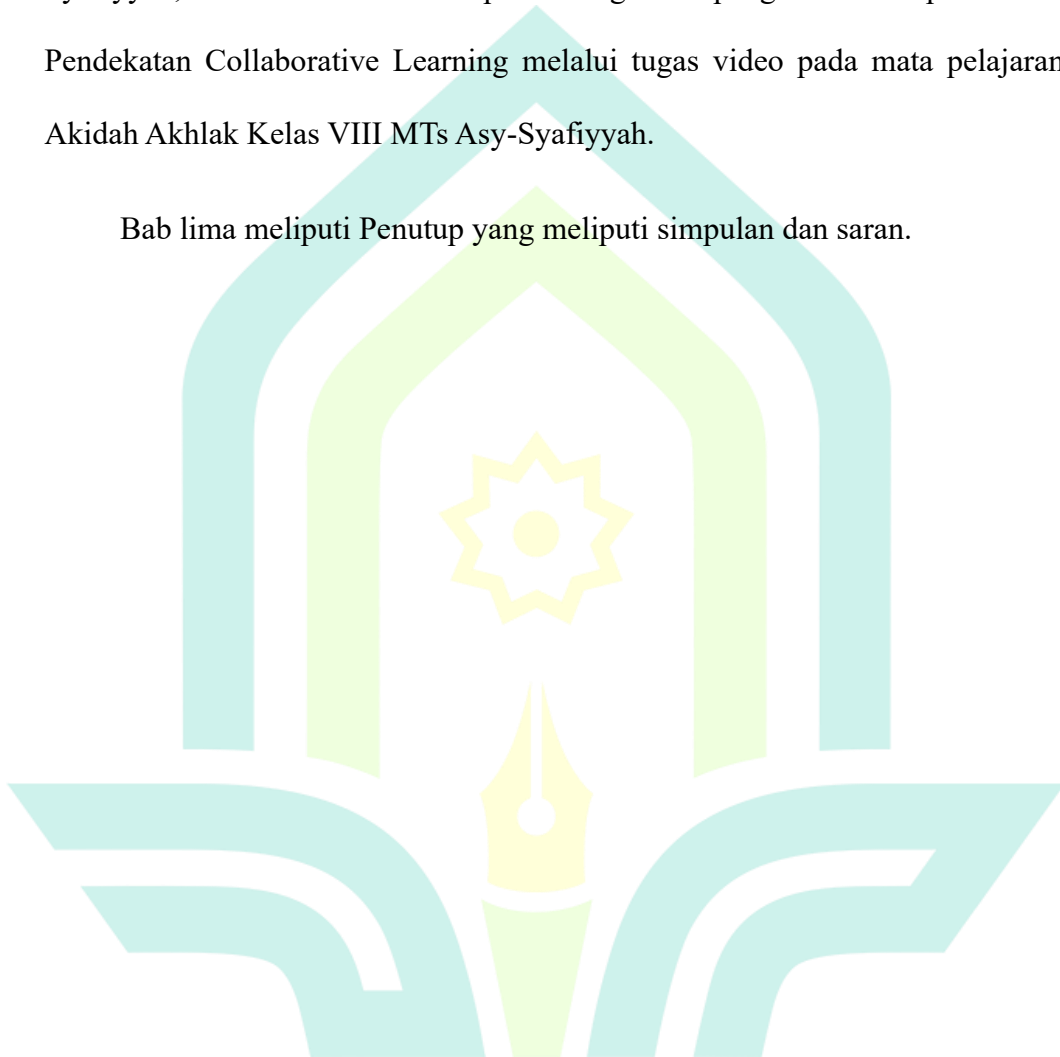 Pendekatan Collaborative Learning melalui tugas video pada mata pelajaran
Akidah Akhlak Kelas VIII MTs Asy-Syafiyyah.
Bab lima meliputi Penutup yang meliputi simpulan dan saran.